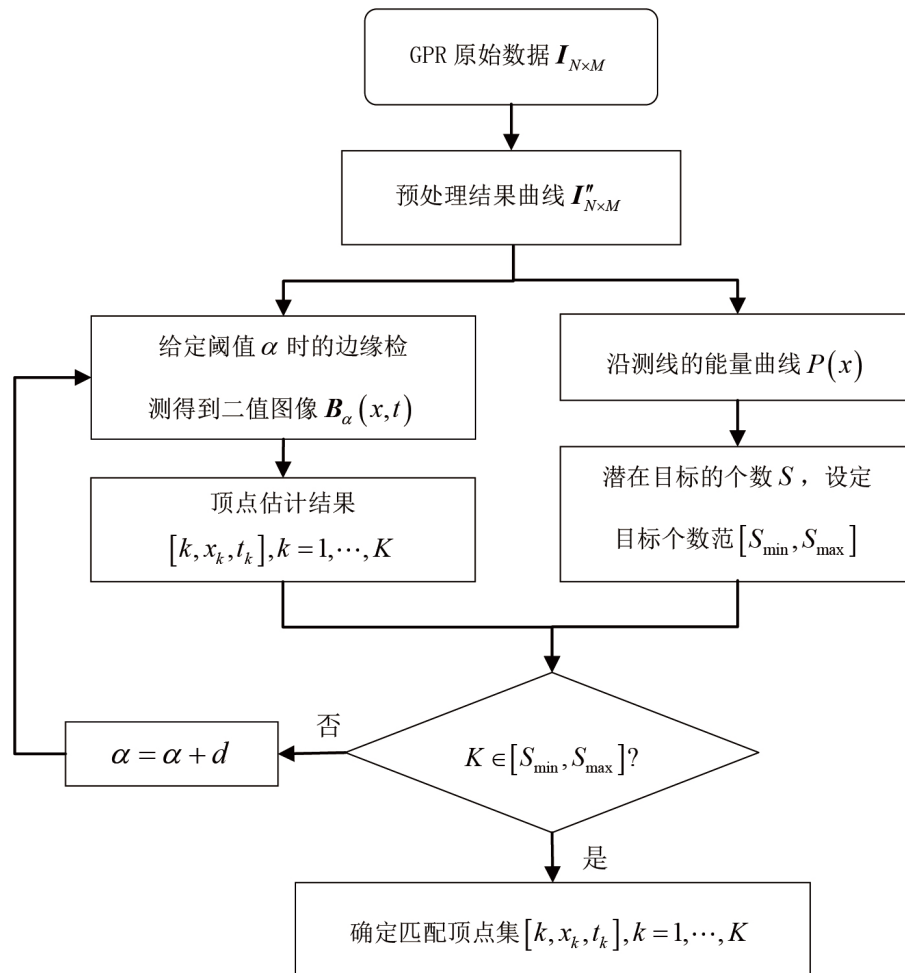 GPR 原始数据 I_{N×M}
预处理结果曲线 I″_{N×M}
给定阈值 α 时的边缘检
测得到二值图像 B_α(x,t)
沿测线的能量曲线 P(x)
顶点估计结果
[k, x_k, t_k], k = 1, ⋯, K
潜在目标的个数 S ，设定
目标个数范[S_min, S_max]
否
α = α + d
K ∈ [S_min, S_max]?
是
确定匹配顶点集[k, x_k, t_k], k = 1, ⋯, K